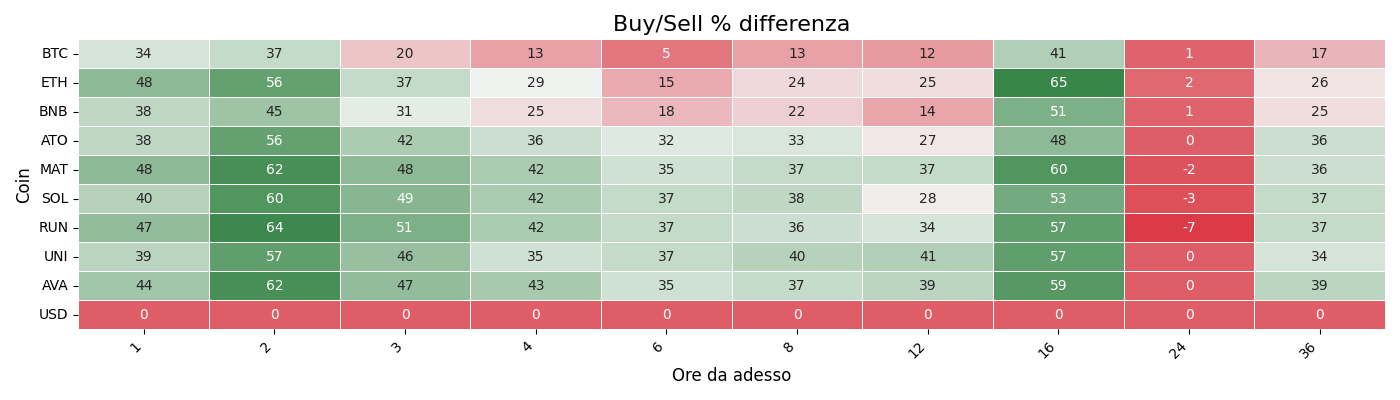 Buy/Sell % differenza
Coin
BTC 34 37 20 13 5 13 12 41 1 17
ETH 48 56 37 29 15 24 25 65 2 26
BNB 38 45 31 25 18 22 14 51 1 25
ATO 38 56 42 36 32 33 27 48 0 36
MAT 48 62 48 42 35 37 37 60 -2 36
SOL 40 60 49 42 37 38 28 53 -3 37
RUN 47 64 51 42 37 36 34 57 -7 37
UNI 39 57 46 35 37 40 41 57 0 34
AVA 44 62 47 43 35 37 39 59 0 39
USD 0 0 0 0 0 0 0 0 0 0
1 2 3 4 6 8 12 16 24 36
Ore da adesso